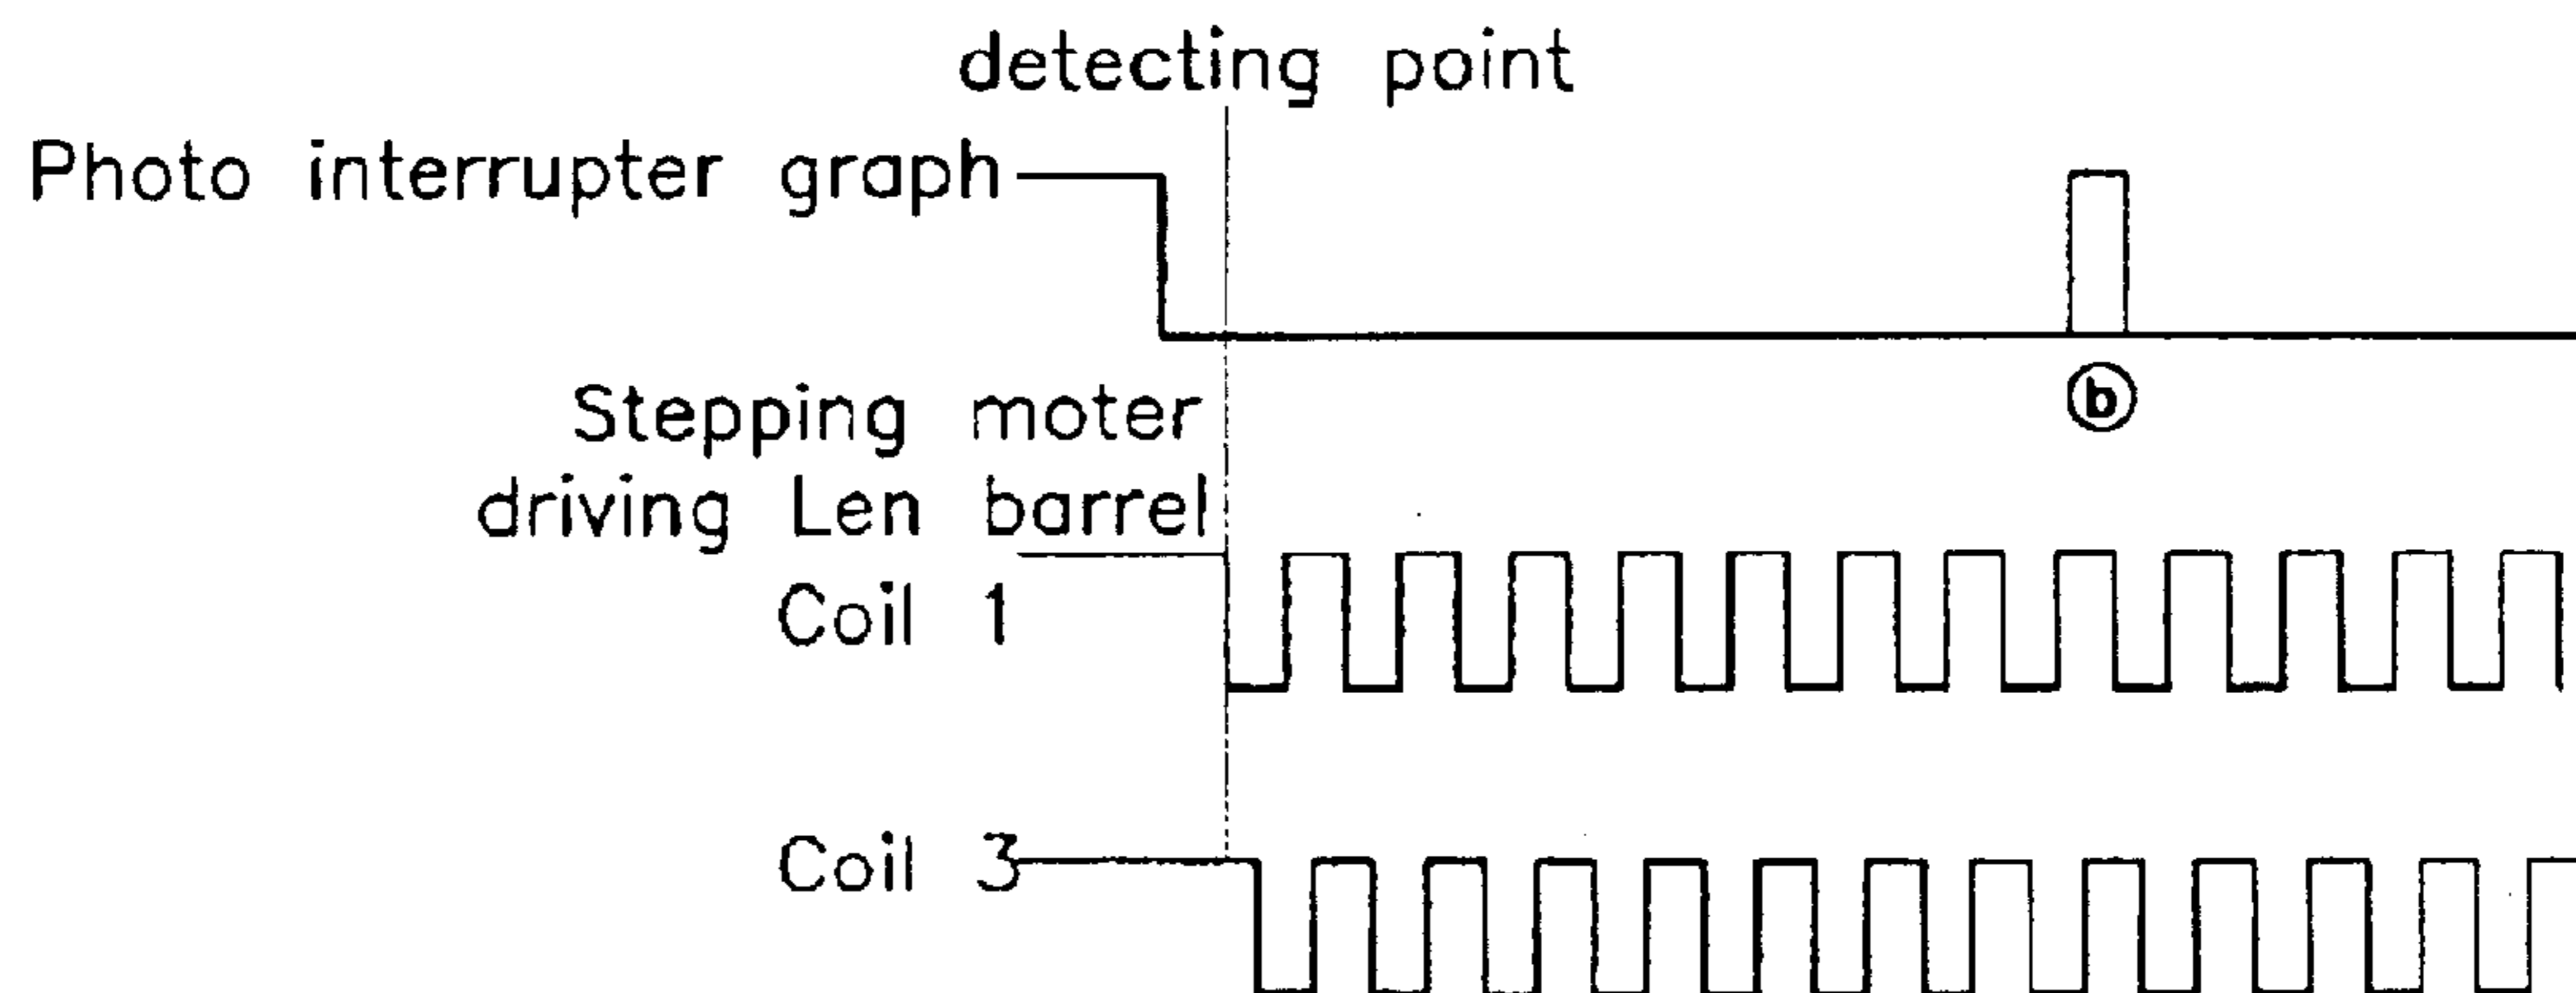 detecting point
Photo interrupter graph
ⓑ
Stepping moter
driving Len barrel
Coil 1
Coil 3